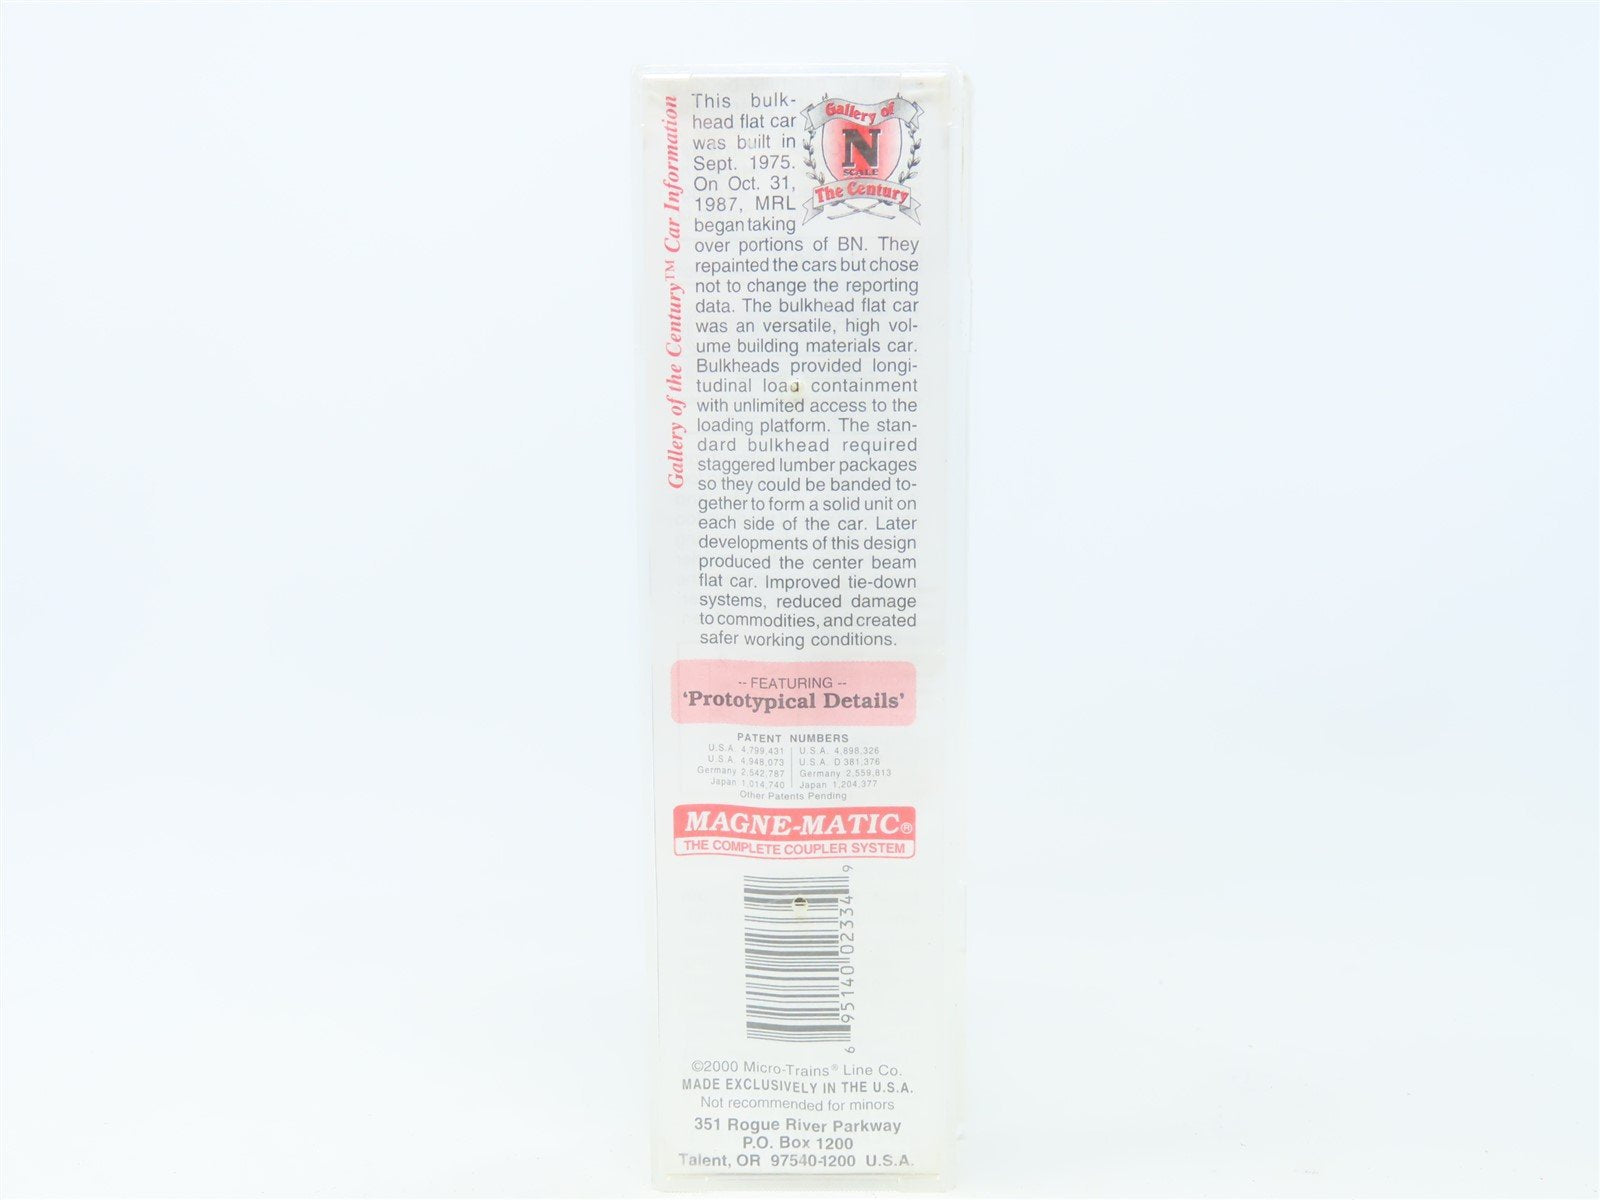 Gallery of the Century™ Car Information
Gallery of
N
SCALE
The Century
This bulk-
head flat car
was built in
Sept. 1975.
On Oct. 31,
1987, MRL
began taking
over portions of BN. They
repainted the cars but chose
not to change the reporting
data. The bulkhead flat car
was an versatile, high vol-
ume building materials car.
Bulkheads provided longi-
tudinal load containment
with unlimited access to the
loading platform. The stan-
dard bulkhead required
staggered lumber packages
so they could be banded to-
gether to form a solid unit on
each side of the car. Later
developments of this design
produced the center beam
flat car. Improved tie-down
systems, reduced damage
to commodities, and created
safer working conditions.
-- FEATURING --
'Prototypical Details'
PATENT NUMBERS
U.S.A. 4,799,431 | U.S.A. 4,898,326
U.S.A. 4,948,073 | U.S.A. D 381,376
Germany 2,542,787 | Germany 2,559,813
Japan 1,014,740 | Japan 1,204,377
Other Patents Pending
MAGNE-MATIC®
THE COMPLETE COUPLER SYSTEM
6 95140 02334 9
©2000 Micro-Trains® Line Co.
MADE EXCLUSIVELY IN THE U.S.A.
Not recommended for minors
351 Rogue River Parkway
P.O. Box 1200
Talent, OR 97540-1200 U.S.A.